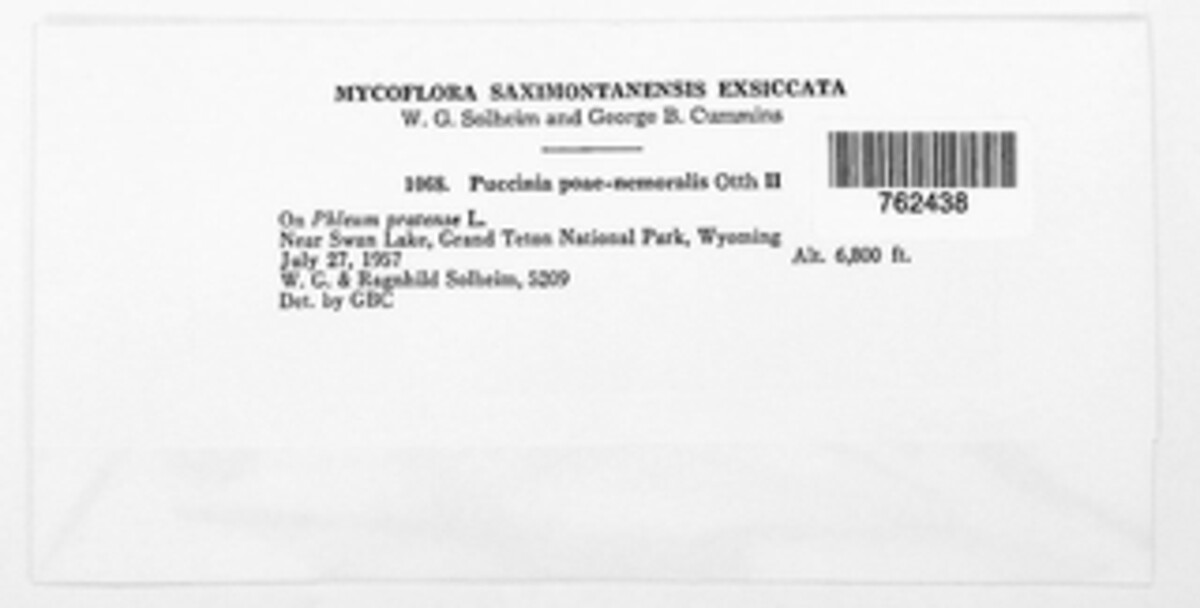 MYCOFLORA SAXIMONTANENSIS EXSICCATA
W. G. Solheim and George B. Cummins
1068. Puccinia poae-nemoralis Otth II
762438
On Phleum pratense L.
Near Swan Lake, Grand Teton National Park, Wyoming
Alt. 6,800 ft.
July 27, 1957
W. G. & Ragnhild Solheim, 5209
Det. by GBC